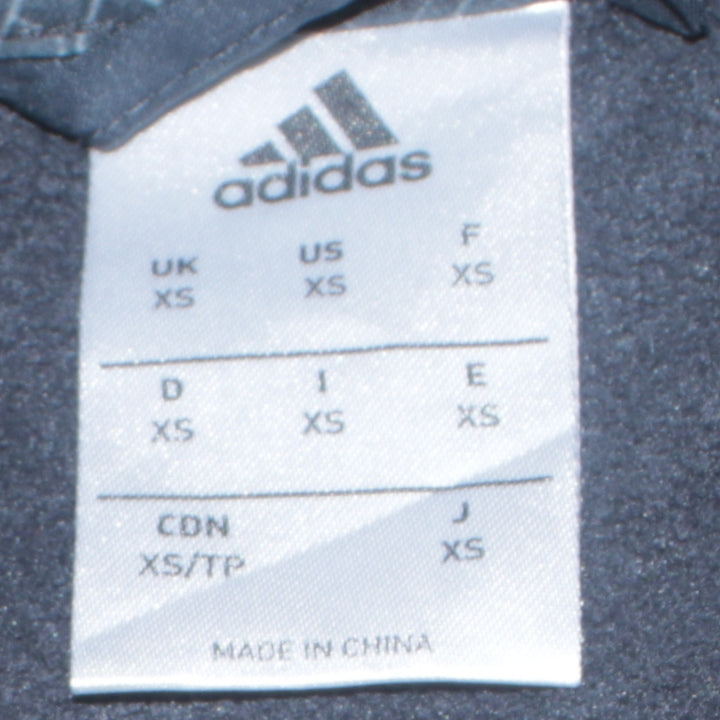 adidas
UK US F
XS XS XS
D I E
XS XS XS
CDN J
XS/TP XS
MADE IN CHINA